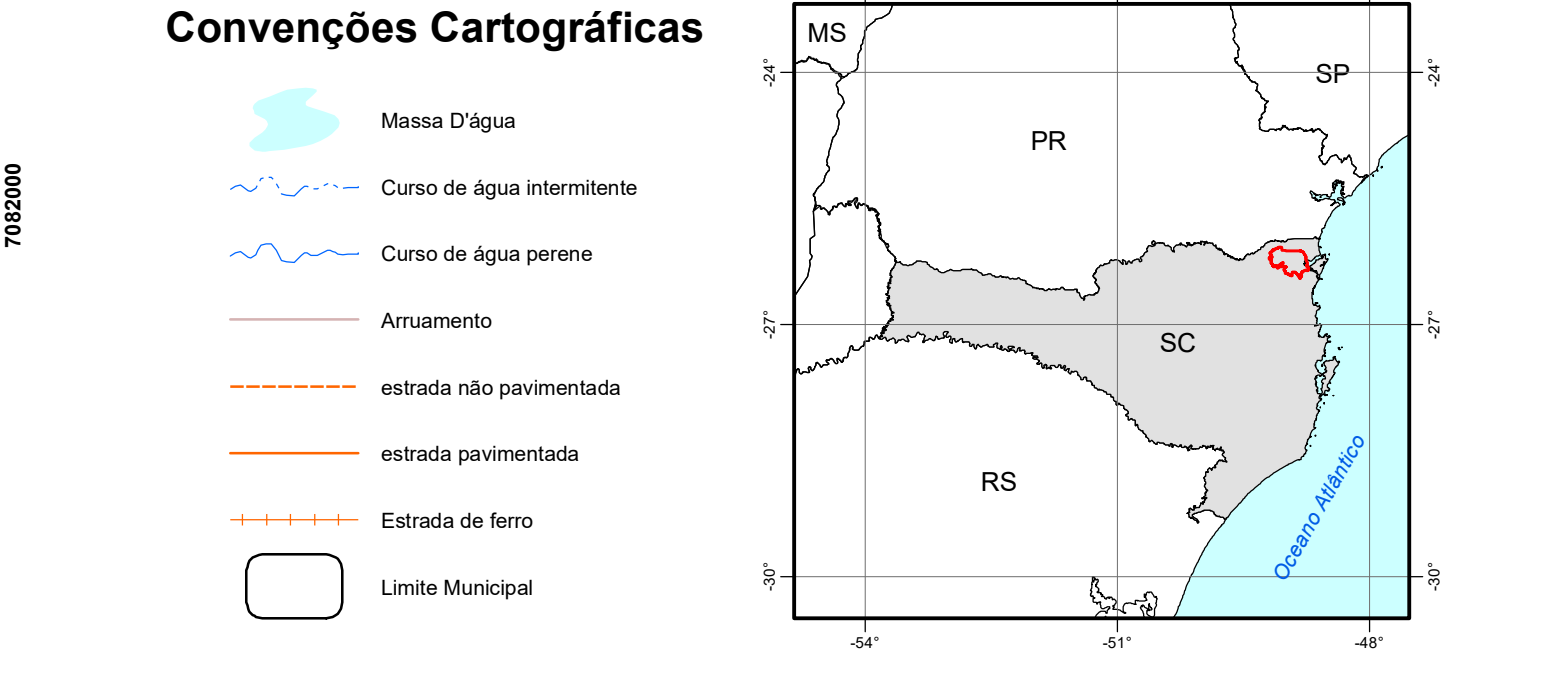 Convenções Cartográficas
Massa D'água
Curso de água intermitente
Curso de água perene
Arruamento
estrada não pavimentada
estrada pavimentada
Estrada de ferro
Limite Municipal
7082000
MS
SP
PR
SC
RS
Oceano Atlântico
-24°
-24°
-27°
-27°
-30°
-30°
-54°
-51°
-48°